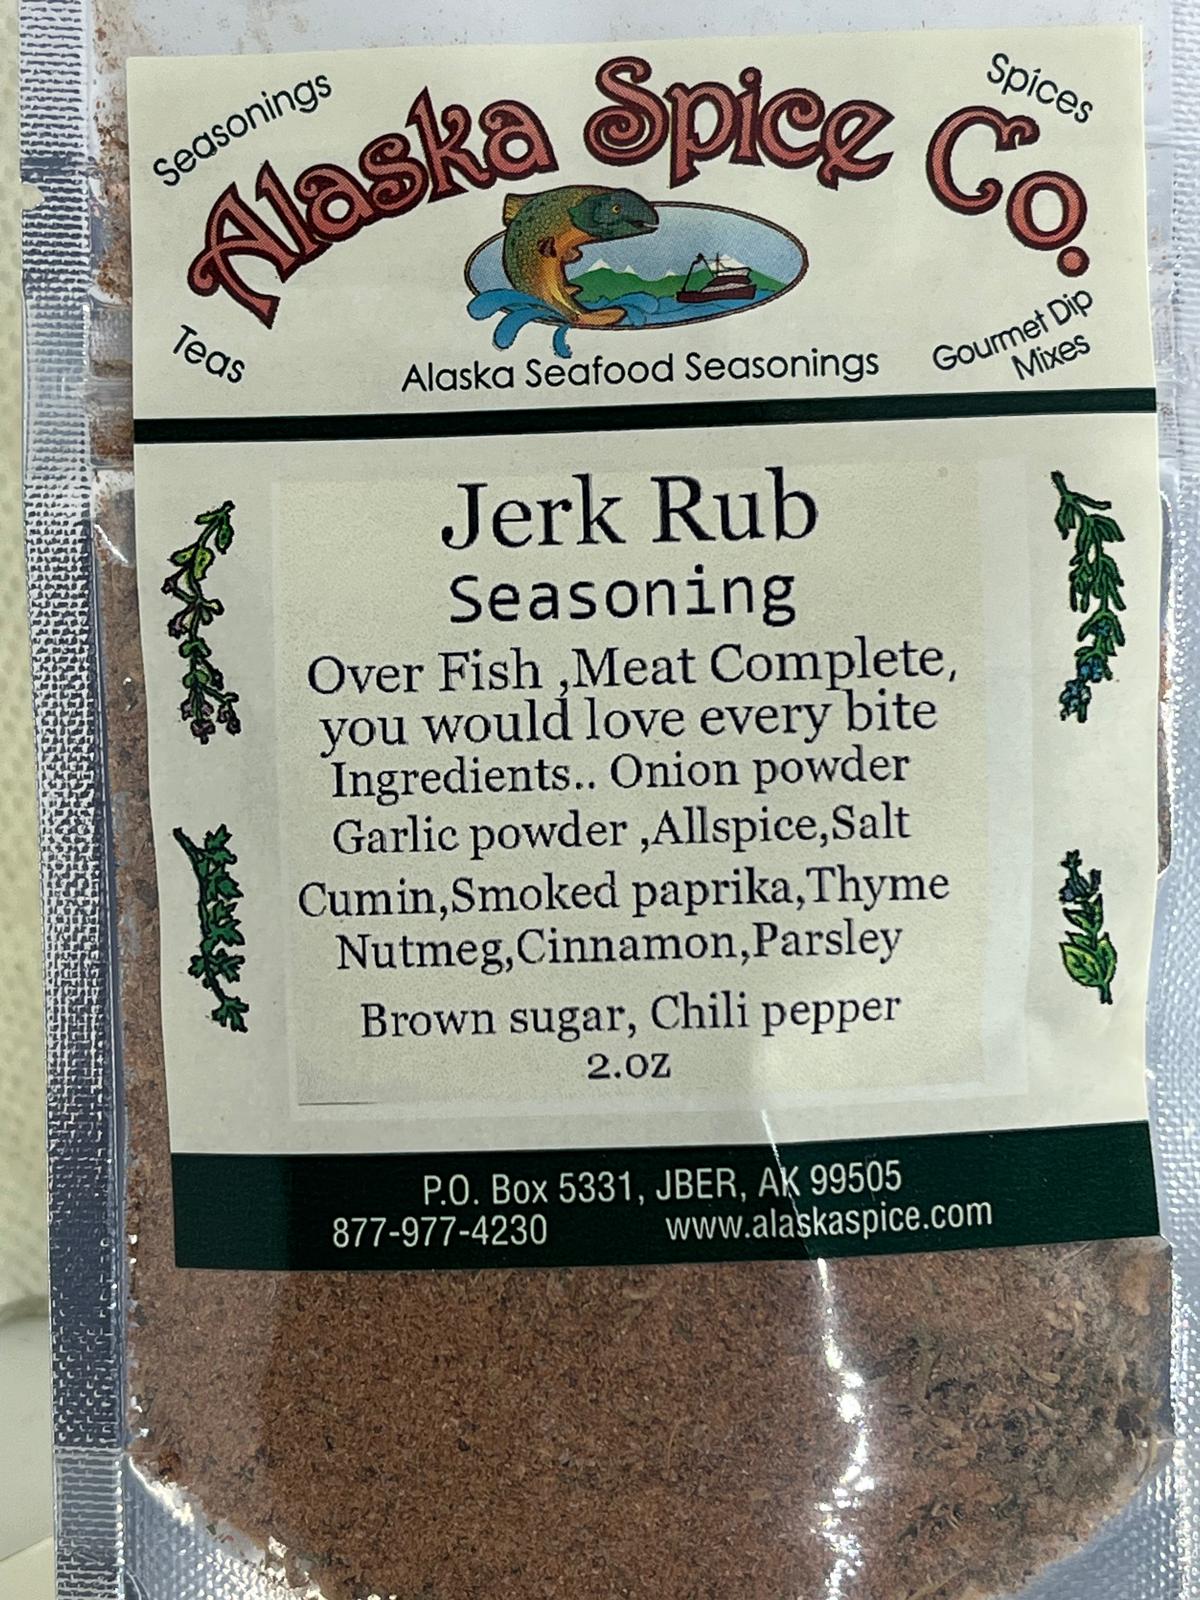 Seasonings
Spices
Alaska Spice Co.
Teas
Gourmet Dip
Mixes
Alaska Seafood Seasonings
Jerk Rub
Seasoning
Over Fish ,Meat Complete,
you would love every bite
Ingredients.. Onion powder
Garlic powder ,Allspice,Salt
Cumin,Smoked paprika,Thyme
Nutmeg,Cinnamon,Parsley
Brown sugar, Chili pepper
2.oz
P.O. Box 5331, JBER, AK 99505
877-977-4230 www.alaskaspice.com